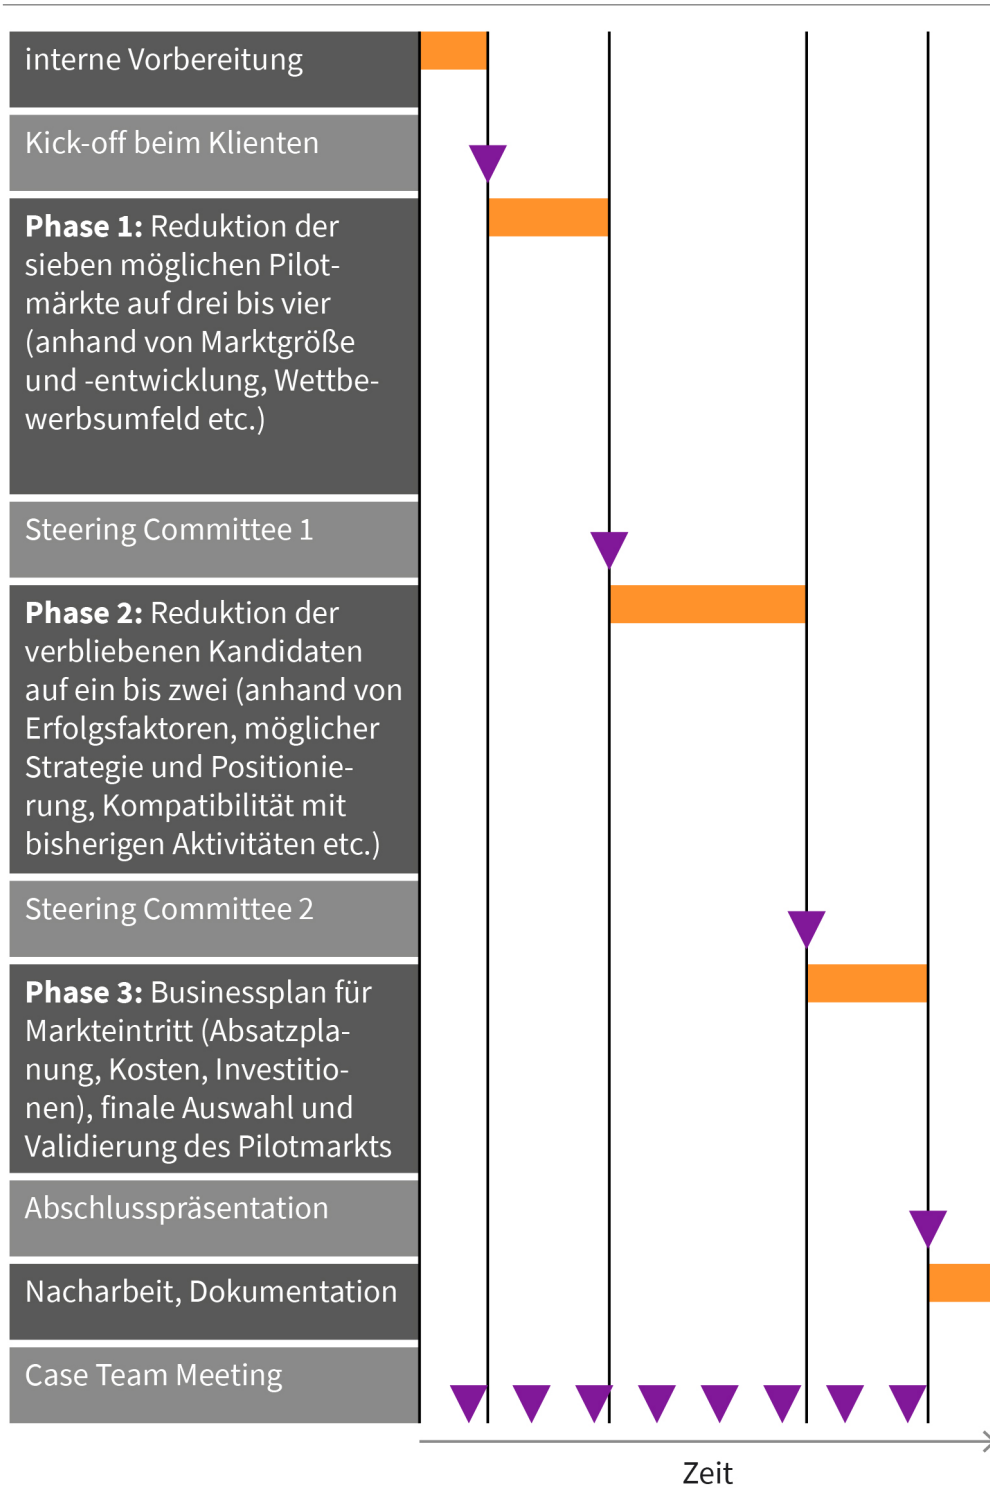 interne Vorbereitung
Kick-off beim Klienten
Phase 1: Reduktion der
sieben möglichen Pilot-
märkte auf drei bis vier
(anhand von Marktgröße
und -entwicklung, Wettbe-
werbsumfeld etc.)
Steering Committee 1
Phase 2: Reduktion der
verbliebenen Kandidaten
auf ein bis zwei (anhand von
Erfolgsfaktoren, möglicher
Strategie und Positionie-
rung, Kompatibilität mit
bisherigen Aktivitäten etc.)
Steering Committee 2
Phase 3: Businessplan für
Markteintritt (Absatzpla-
nung, Kosten, Investitio-
nen), finale Auswahl und
Validierung des Pilotmarkts
Abschlusspräsentation
Nacharbeit, Dokumentation
Case Team Meeting
Zeit